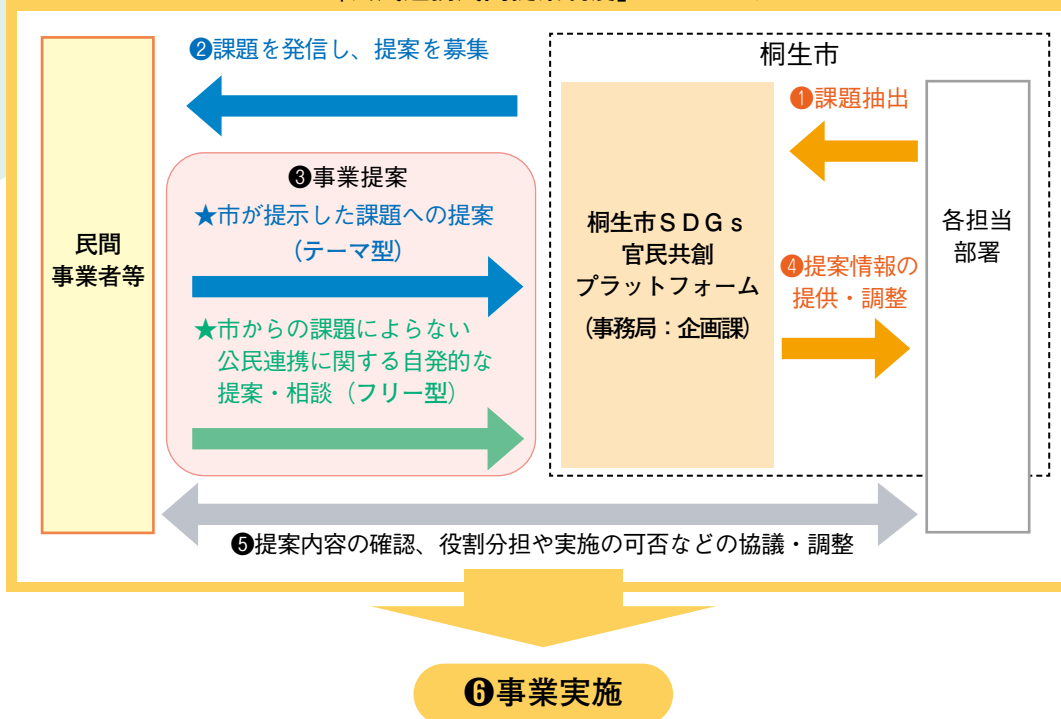 桐生市
❷課題を発信し、提案を募集
❶課題抽出
❸事業提案
★市が提示した課題への提案
(テーマ型)
★市からの課題によらない
公民連携に関する自発的な
提案・相談（フリー型）
民間
事業者等
桐生市ＳＤＧｓ
官民共創
プラットフォーム
(事務局：企画課)
❹提案情報の
提供・調整
各担当
部署
❺提案内容の確認、役割分担や実施の可否などの協議・調整
❻事業実施